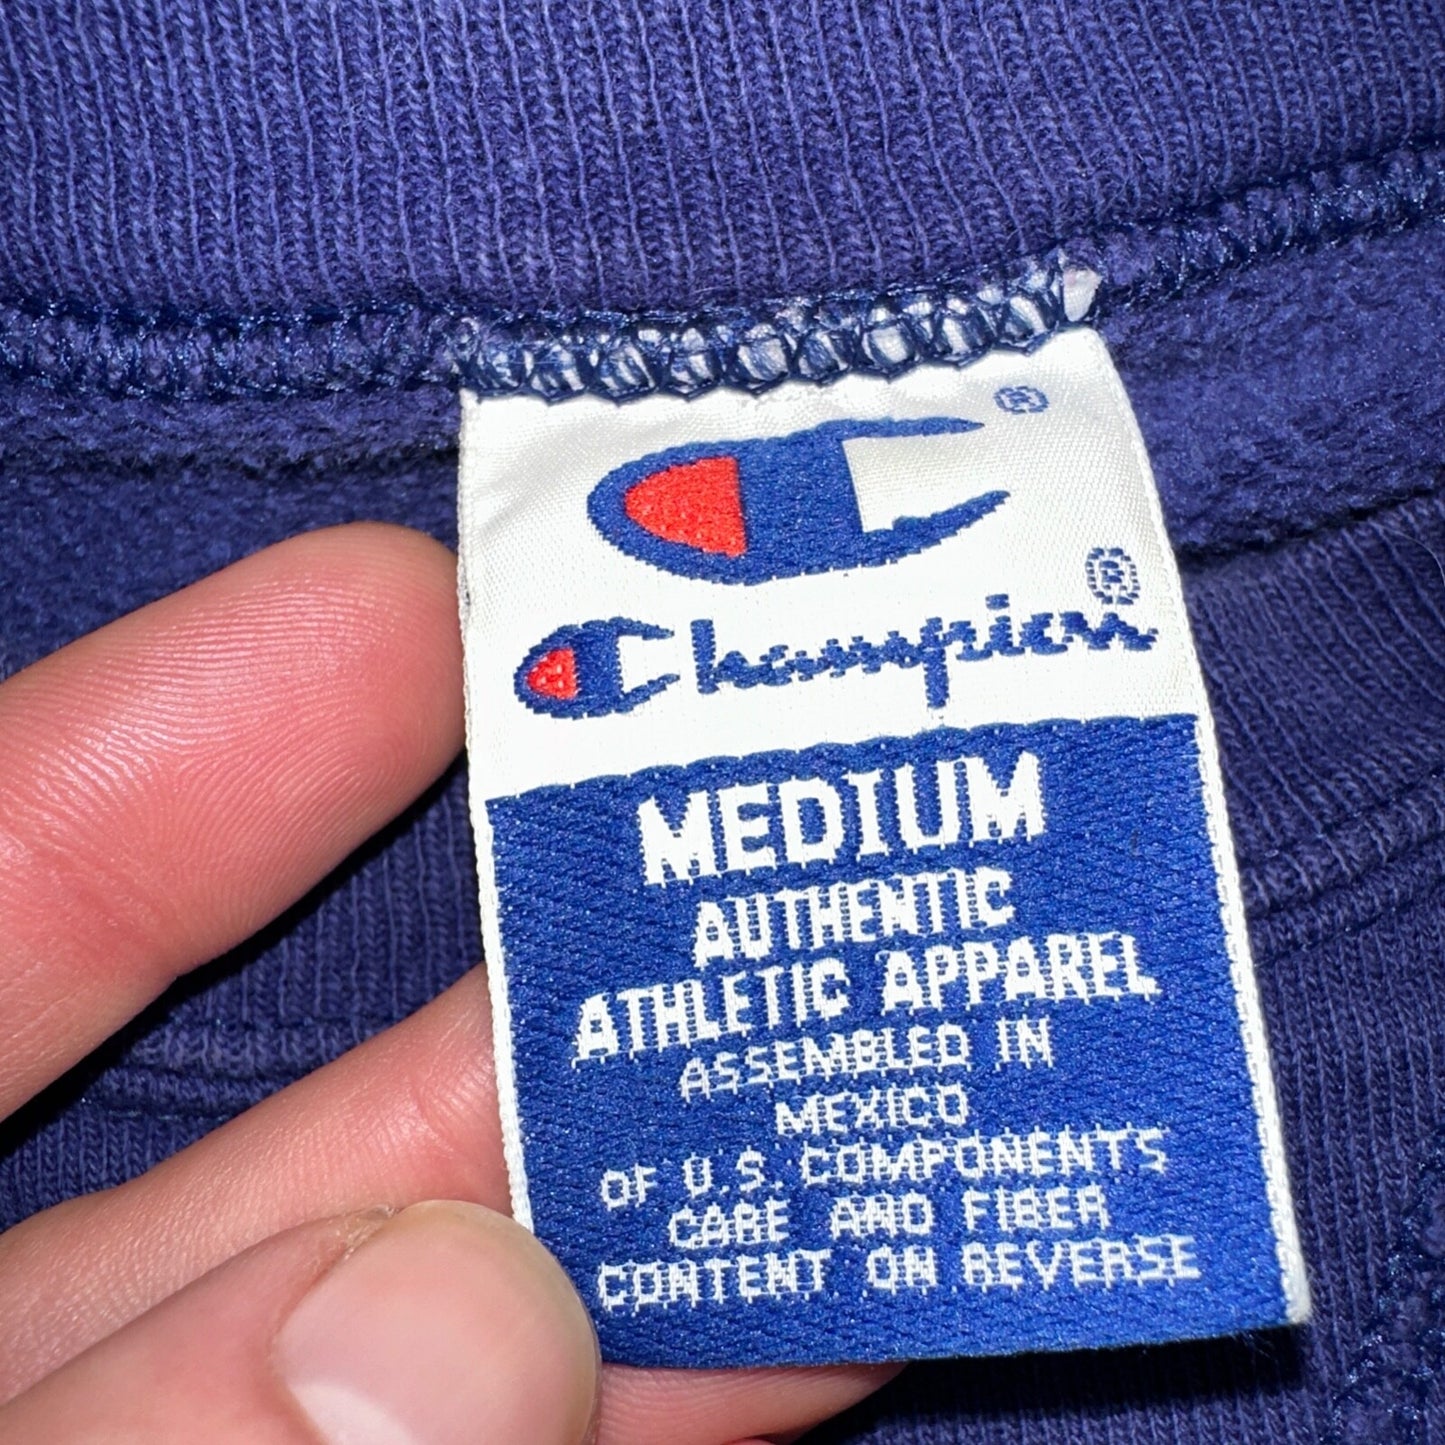 ®
Champion®
MEDIUM
AUTHENTIC
ATHLETIC APPAREL
ASSEMBLED IN
MEXICO
OF U.S. COMPONENTS
CARE AND FIBER
CONTENT ON REVERSE